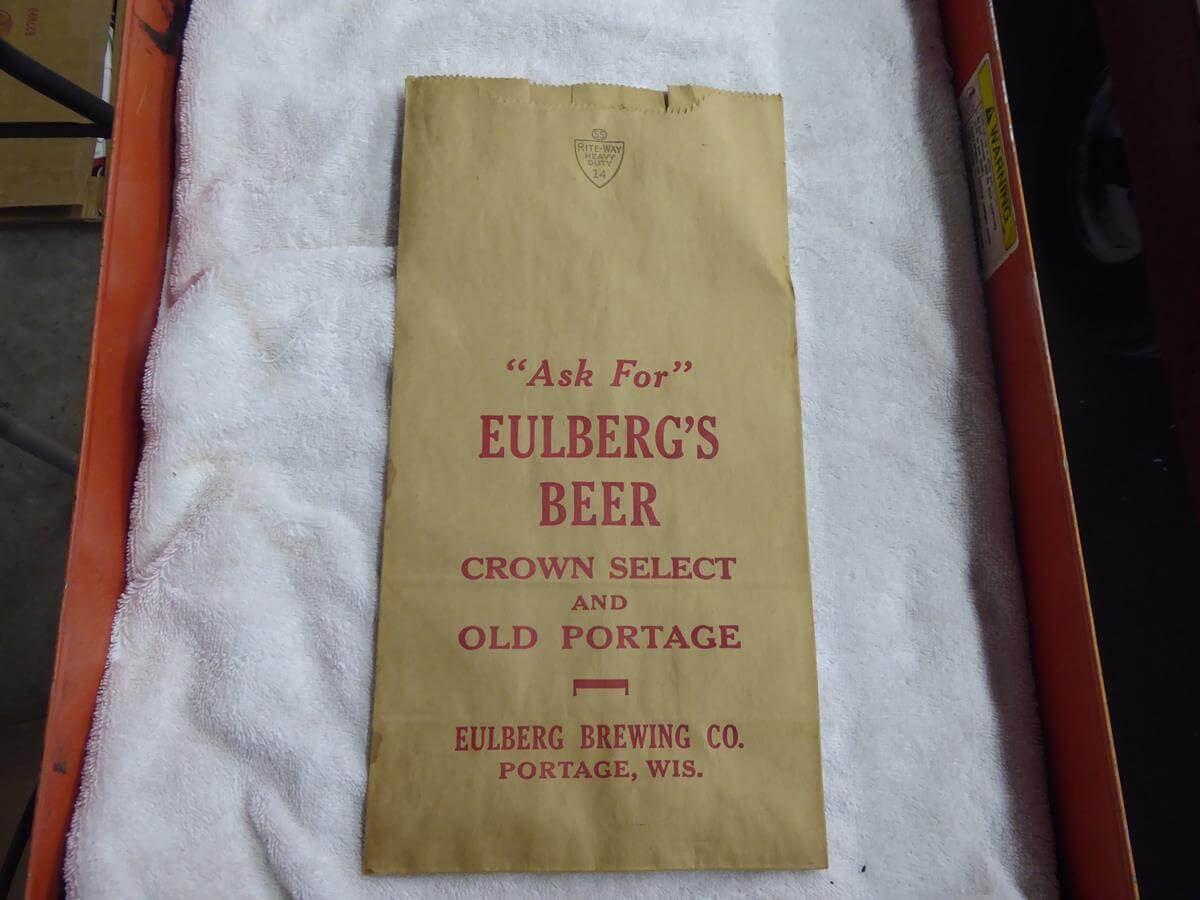 SS
RITE-WAY
HEAVY
DUTY
14
"Ask For"
EULBERG'S
BEER
CROWN SELECT
AND
OLD PORTAGE
EULBERG BREWING CO.
PORTAGE, WIS.
WARNING